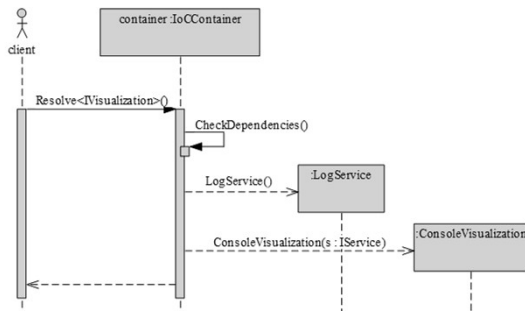 container :IoCContainer
client
Resolve<IVisualization>()
CheckDependencies()
:LogService
LogService()
:ConsoleVisualization
ConsoleVisualization(s : IService)